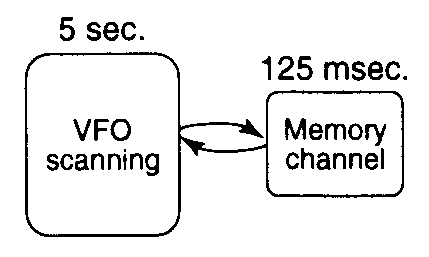 5 sec.
VFO
scanning
125 msec.
Memory
channel